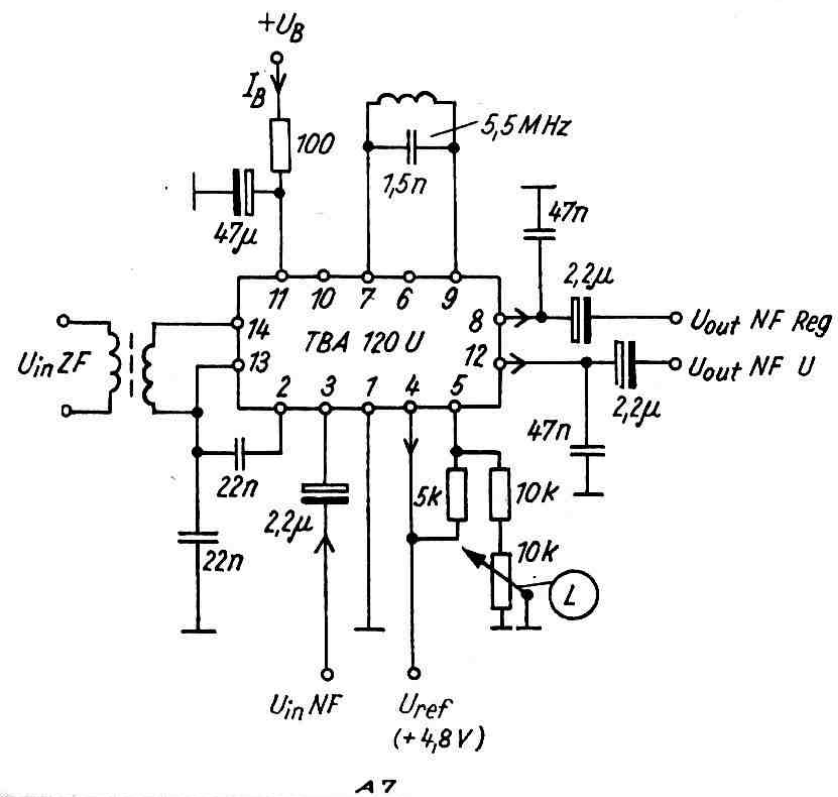 +U_B
I_B
100
47µ
5,5MHz
1,5n
47n
2,2µ
11 10 7 6 9
14
8
U_out NF Reg
TBA 120 U
U_in ZF
13
12
U_out NF U
2 3 1 4 5
2,2µ
47n
22n
5k
10k
2,2µ
22n
10k
L
U_in NF
U_ref
(+4,8V)
A7